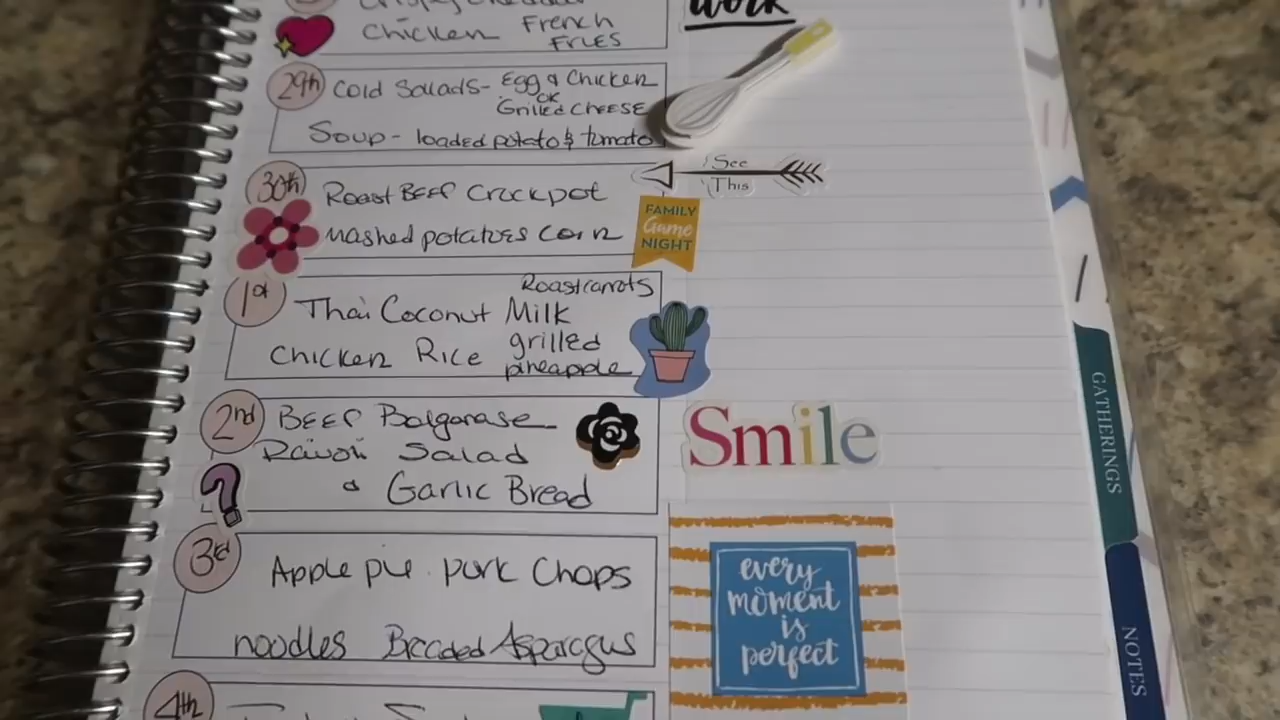 work
Chicken French
Fries
29th Cold Salads- Egg & Chicken
OR
Grilled Cheese
Soup - loaded potato & tomato
See
This
30th Roast Beef Crockpot
Mashed potatoes corn
FAMILY
Game
NIGHT
Roast carrots
1st Thai Coconut Milk
Chicken Rice grilled
pineapple
2nd Beef Bolganase
Ravioli Salad
& Garlic Bread
Smile
3rd Apple pie pork Chops
noodles Breaded Asparagus
every
moment
is
perfect
4th
GATHERINGS
NOTES